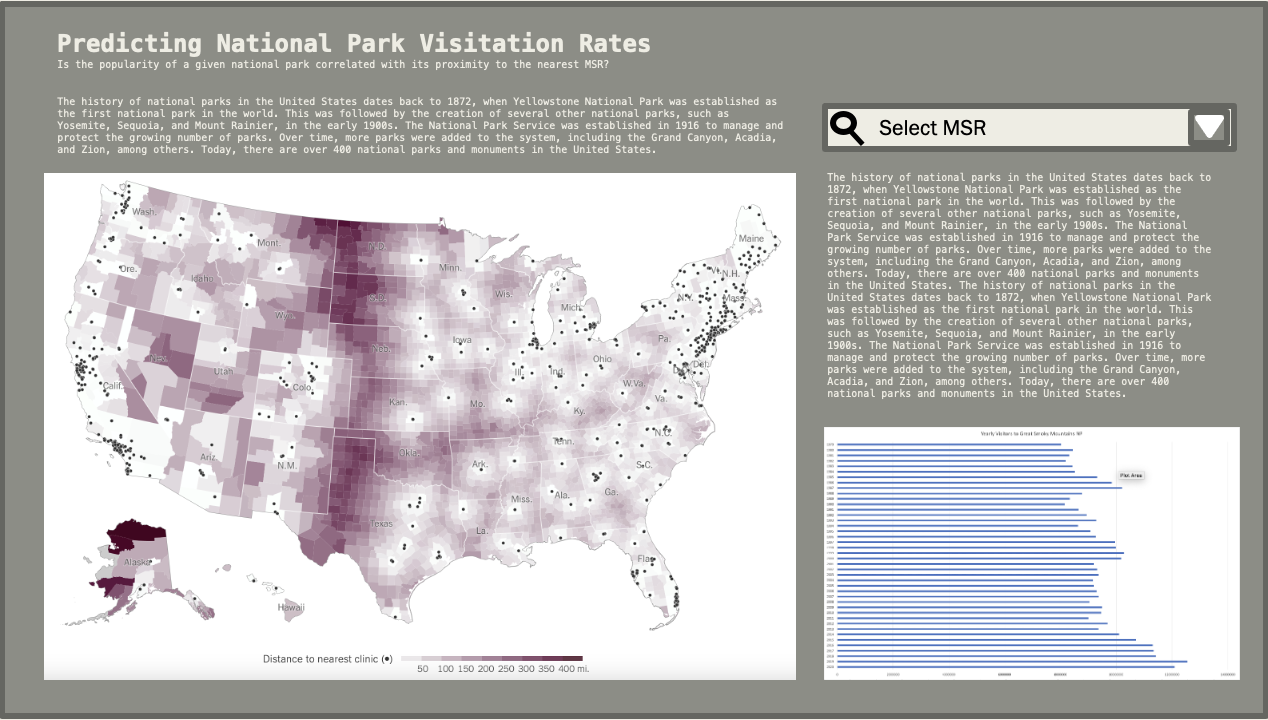 Predicting National Park Visitation Rates
Is the popularity of a given national park correlated with its proximity to the nearest MSR?
The history of national parks in the United States dates back to 1872, when Yellowstone National Park was established as
the first national park in the world. This was followed by the creation of several other national parks, such as
Yosemite, Sequoia, and Mount Rainier, in the early 1900s. The National Park Service was established in 1916 to manage and
protect the growing number of parks. Over time, more parks were added to the system, including the Grand Canyon, Acadia,
and Zion, among others. Today, there are over 400 national parks and monuments in the United States.
Wash.
Mont.
N.D.
Minn.
Maine
Ore.
Idaho
S.D.
Wis.
Mich.
N.Y.
N.H.
Mass.
Wyo.
Neb.
Iowa
Pa.
Nev.
Utah
Colo.
Ill.
Ind.
Ohio
Del.
Calif.
Kan.
Mo.
Ky.
W.Va.
Va.
Ariz.
N.M.
Okla.
Ark.
Tenn.
N.C.
S.C.
Texas
La.
Miss.
Ala.
Ga.
Fla.
Alaska
Hawaii
Distance to nearest clinic (•)
50 100 150 200 250 300 350 400 mi.
Select MSR
The history of national parks in the United States dates back to
1872, when Yellowstone National Park was established as the
first national park in the world. This was followed by the
creation of several other national parks, such as Yosemite,
Sequoia, and Mount Rainier, in the early 1900s. The National
Park Service was established in 1916 to manage and protect the
growing number of parks. Over time, more parks were added to the
system, including the Grand Canyon, Acadia, and Zion, among
others. Today, there are over 400 national parks and monuments
in the United States. The history of national parks in the
United States dates back to 1872, when Yellowstone National Park
was established as the first national park in the world. This
was followed by the creation of several other national parks,
such as Yosemite, Sequoia, and Mount Rainier, in the early
1900s. The National Park Service was established in 1916 to
manage and protect the growing number of parks. Over time, more
parks were added to the system, including the Grand Canyon,
Acadia, and Zion, among others. Today, there are over 400
national parks and monuments in the United States.
Yearly Visitors to Great Smoky Mountains NP
Plot Area